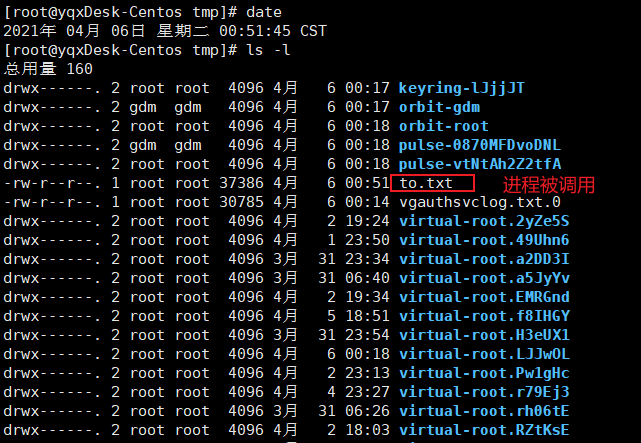 [root@yqxDesk-Centos tmp]# date
2021年 04月 06日 星期二 00:51:45 CST
[root@yqxDesk-Centos tmp]# ls -l
总用量 160
drwx------. 2 root root  4096 4月   6 00:17 keyring-lJjjJT
drwx------. 2 gdm  gdm   4096 4月   6 00:17 orbit-gdm
drwx------. 2 root root  4096 4月   6 00:18 orbit-root
drwx------. 2 gdm  gdm   4096 4月   6 00:18 pulse-0870MFDvoDNL
drwx------. 2 root root  4096 4月   6 00:18 pulse-vtNtAh2Z2tfA
-rw-r--r--. 1 root root 37386 4月   6 00:51 to.txt 进程被调用
-rw-r--r--. 1 root root 30785 4月   6 00:14 vgauthsvclog.txt.0
drwx------. 2 root root  4096 4月   2 19:24 virtual-root.2yZe5S
drwx------. 2 root root  4096 4月   1 23:50 virtual-root.49Uhn6
drwx------. 2 root root  4096 3月  31 23:34 virtual-root.a2DD3I
drwx------. 2 root root  4096 3月  31 06:40 virtual-root.a5JyYv
drwx------. 2 root root  4096 4月   2 19:34 virtual-root.EMRGnd
drwx------. 2 root root  4096 4月   5 18:51 virtual-root.f8IHGY
drwx------. 2 root root  4096 3月  31 23:54 virtual-root.H3eUX1
drwx------. 2 root root  4096 4月   6 00:18 virtual-root.LJJwOL
drwx------. 2 root root  4096 4月   2 23:13 virtual-root.Pw1gHc
drwx------. 2 root root  4096 4月   4 23:27 virtual-root.r79Ej3
drwx------. 2 root root  4096 3月  31 06:26 virtual-root.rh06tE
drwx------. 2 root root  4096 4月   2 18:03 virtual-root.RZtKsE